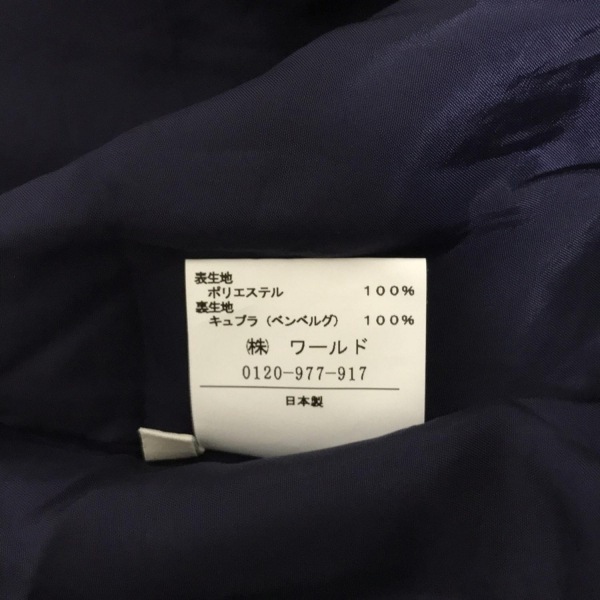 表生地
ポリエステル 100%
裏生地
キュプラ (ベンベルグ) 100%
㈱ ワールド
0120-977-917
日本製